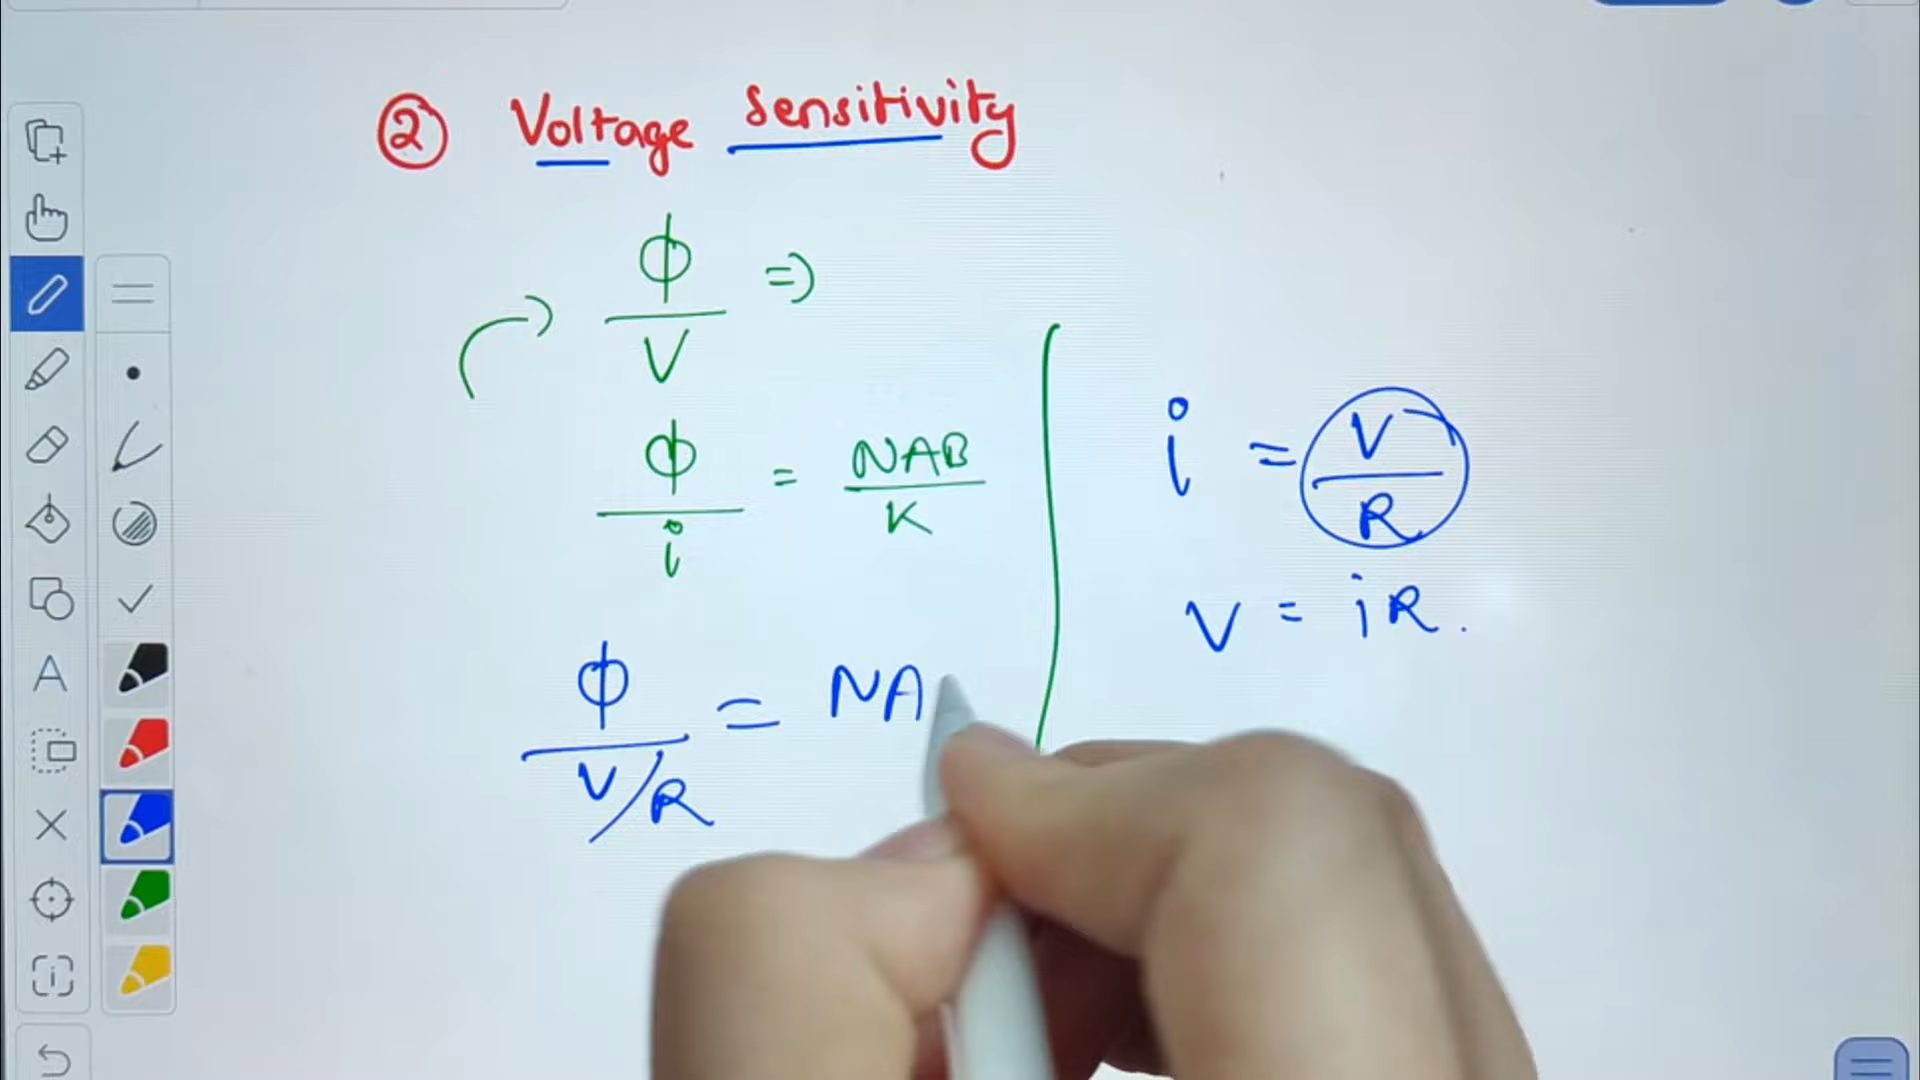 ② Voltage Sensitivity
ϕ/V =>
ϕ/i = NAB/K
ϕ/V/R = NA
i = V/R
V = iR.
A